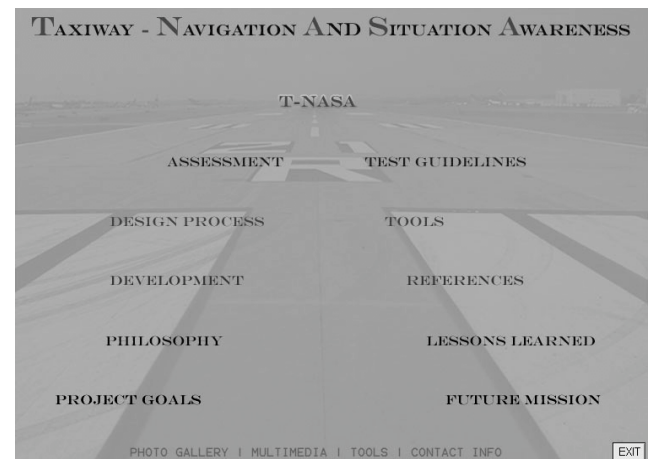 TAXIWAY - NAVIGATION AND SITUATION AWARENESS
T-NASA
ASSESSMENT TEST GUIDELINES
DESIGN PROCESS TOOLS
DEVELOPMENT REFERENCES
PHILOSOPHY LESSONS LEARNED
PROJECT GOALS FUTURE MISSION
PHOTO GALLERY | MULTIMEDIA | TOOLS | CONTACT INFO EXIT